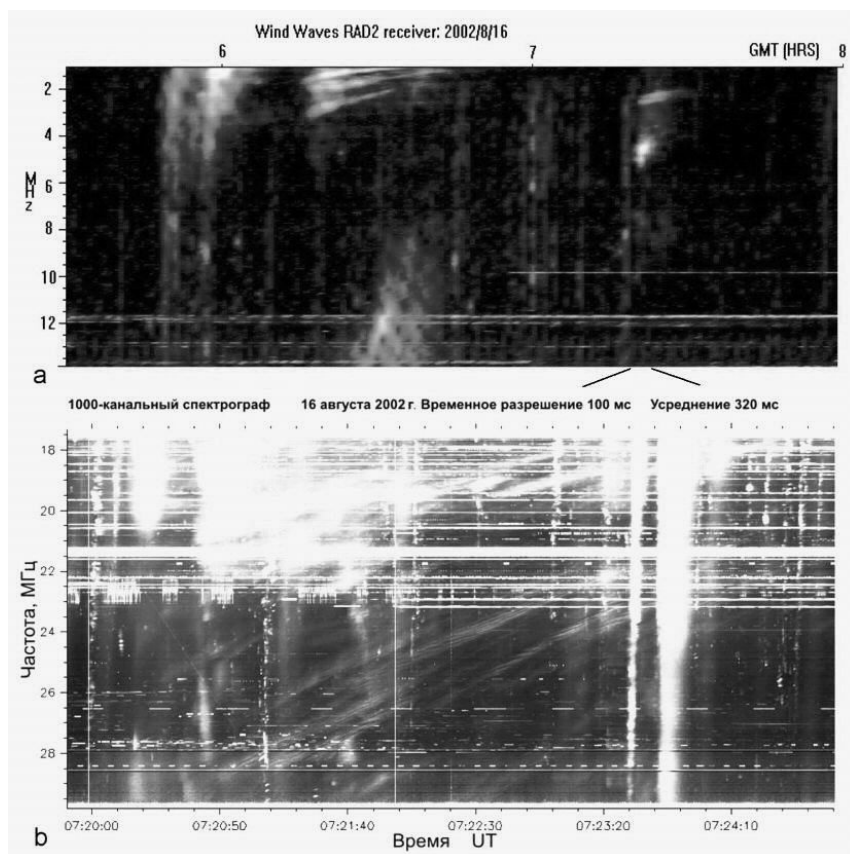 Wind Waves RAD2 receiver: 2002/8/16
6 7 GMT (HRS) 8
2
4
MHz 6
8
10
12
a
1000-канальный спектрограф 16 августа 2002 г. Временное разрешение 100 мс Усреднение 320 мс
18
20
22
Частота, МГц
24
26
28
07:20:00 07:20:50 07:21:40 07:22:30 07:23:20 07:24:10
b Время UT